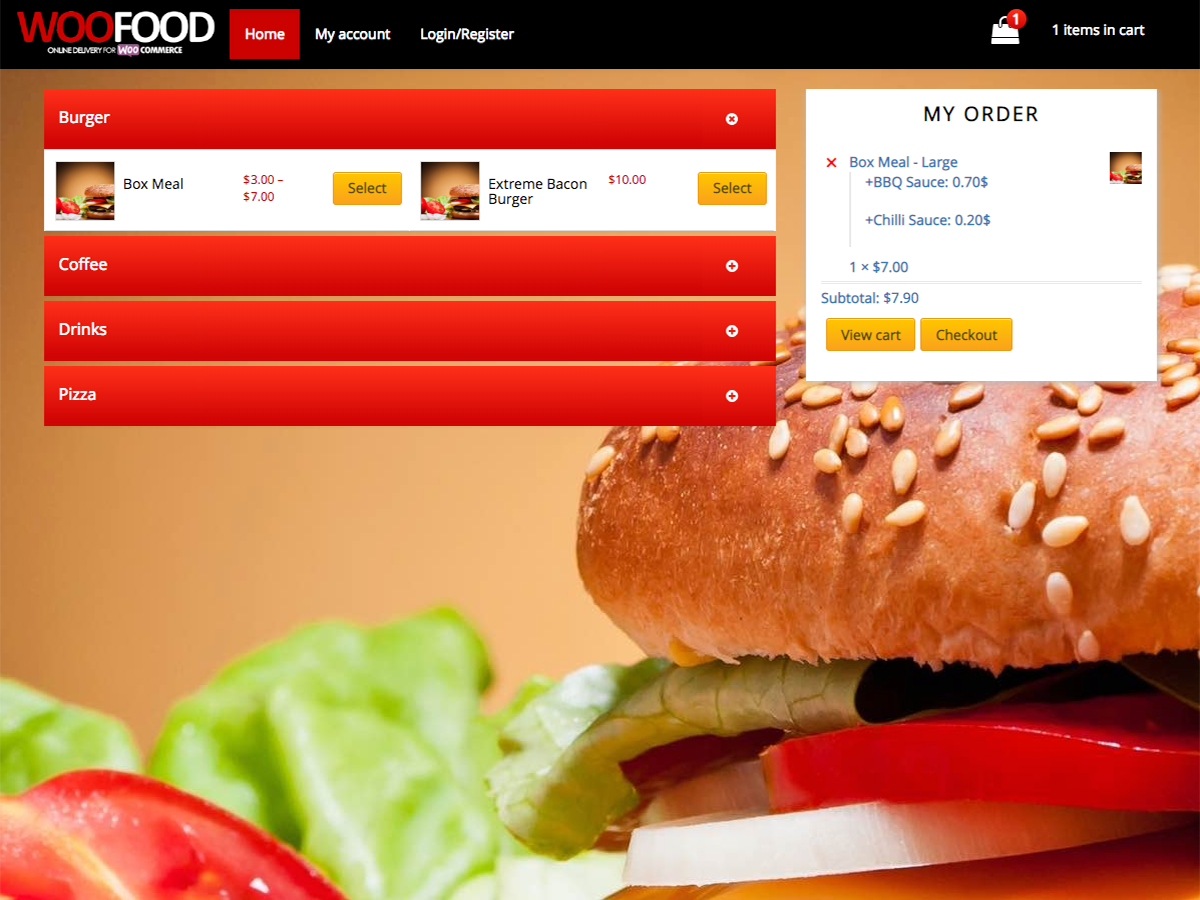 WOOFOOD
ONLINE DELIVERY FOR WOO COMMERCE
Home
My account
Login/Register
1
1 items in cart
Burger
Box Meal
$3.00 –
$7.00
Select
Extreme Bacon
Burger
$10.00
Select
Coffee
Drinks
Pizza
MY ORDER
Box Meal - Large
+BBQ Sauce: 0.70$
+Chilli Sauce: 0.20$
1 × $7.00
Subtotal: $7.90
View cart
Checkout